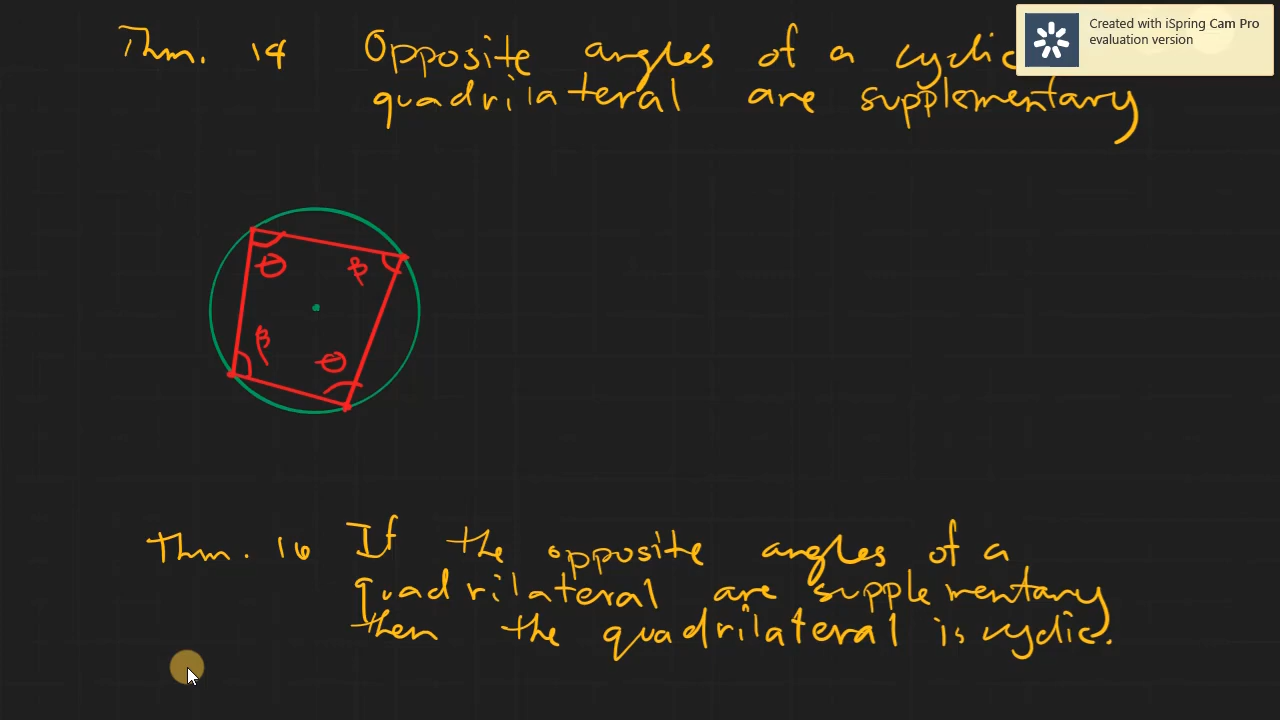 Thm. 14 Opposite angles of a cyclic
quadrilateral are supplementary
Created with iSpring Cam Pro
evaluation version
θ β
β θ
Thm. 16 If the opposite angles of a
quadrilateral are supplementary
then the quadrilateral is cyclic.